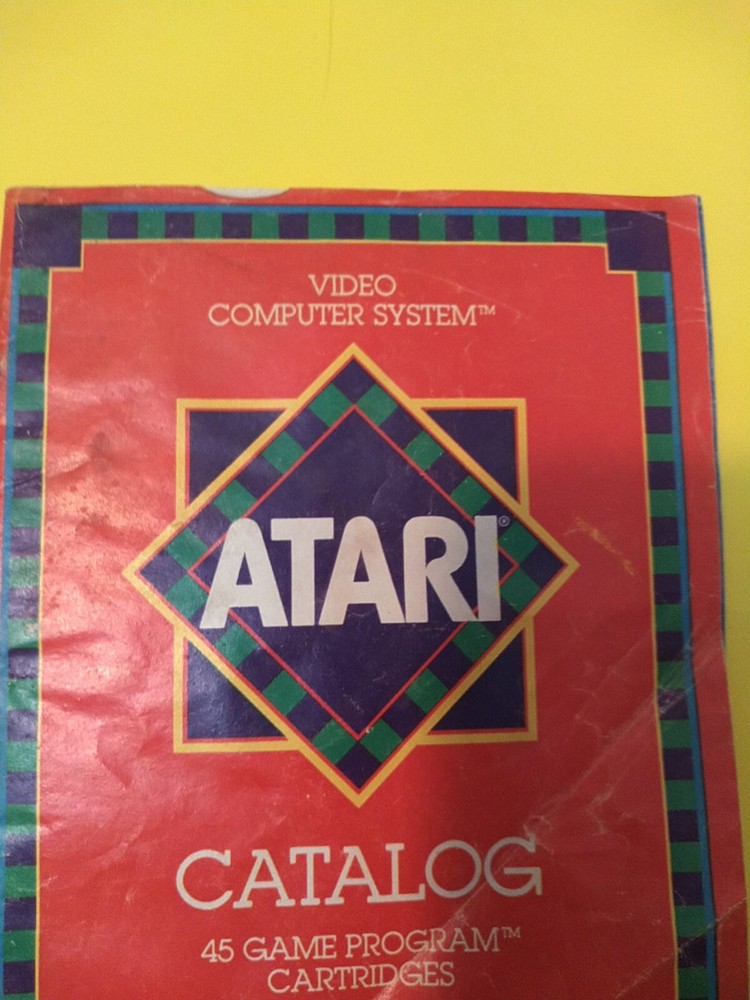 VIDEO
COMPUTER SYSTEM™
ATARI®
CATALOG
45 GAME PROGRAM™
CARTRIDGES